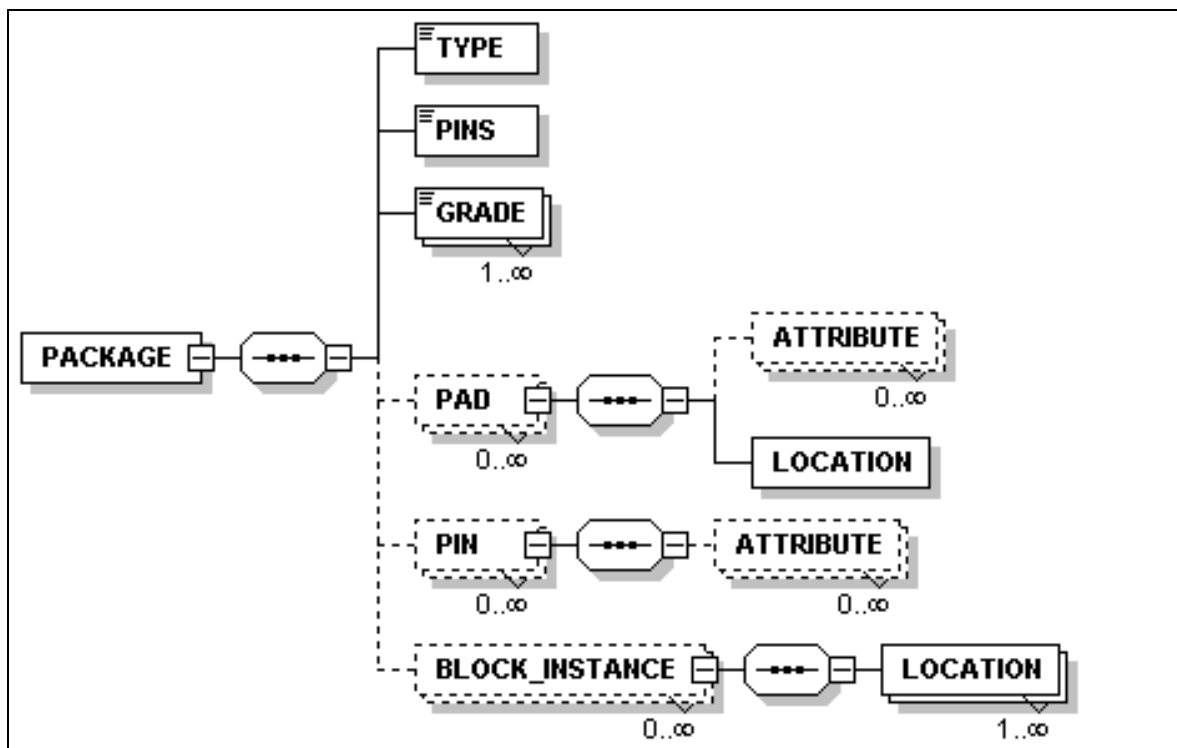 TYPE
PINS
GRADE
1..∞
PACKAGE
ATTRIBUTE
0..∞
PAD
0..∞
LOCATION
PIN
0..∞
ATTRIBUTE
0..∞
BLOCK_INSTANCE
0..∞
LOCATION
1..∞